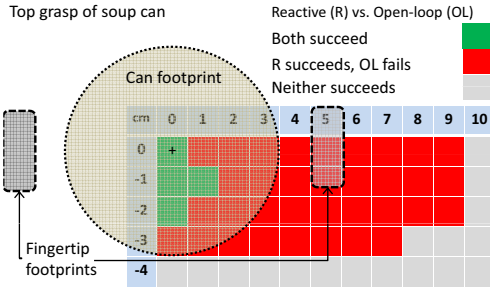 Top grasp of soup can
Reactive (R) vs. Open-loop (OL)
Both succeed
R succeeds, OL fails
Neither succeeds
Can footprint
cm 0 1 2 3 4 5 6 7 8 9 10
0 +
-1
-2
-3
-4
Fingertip
footprints